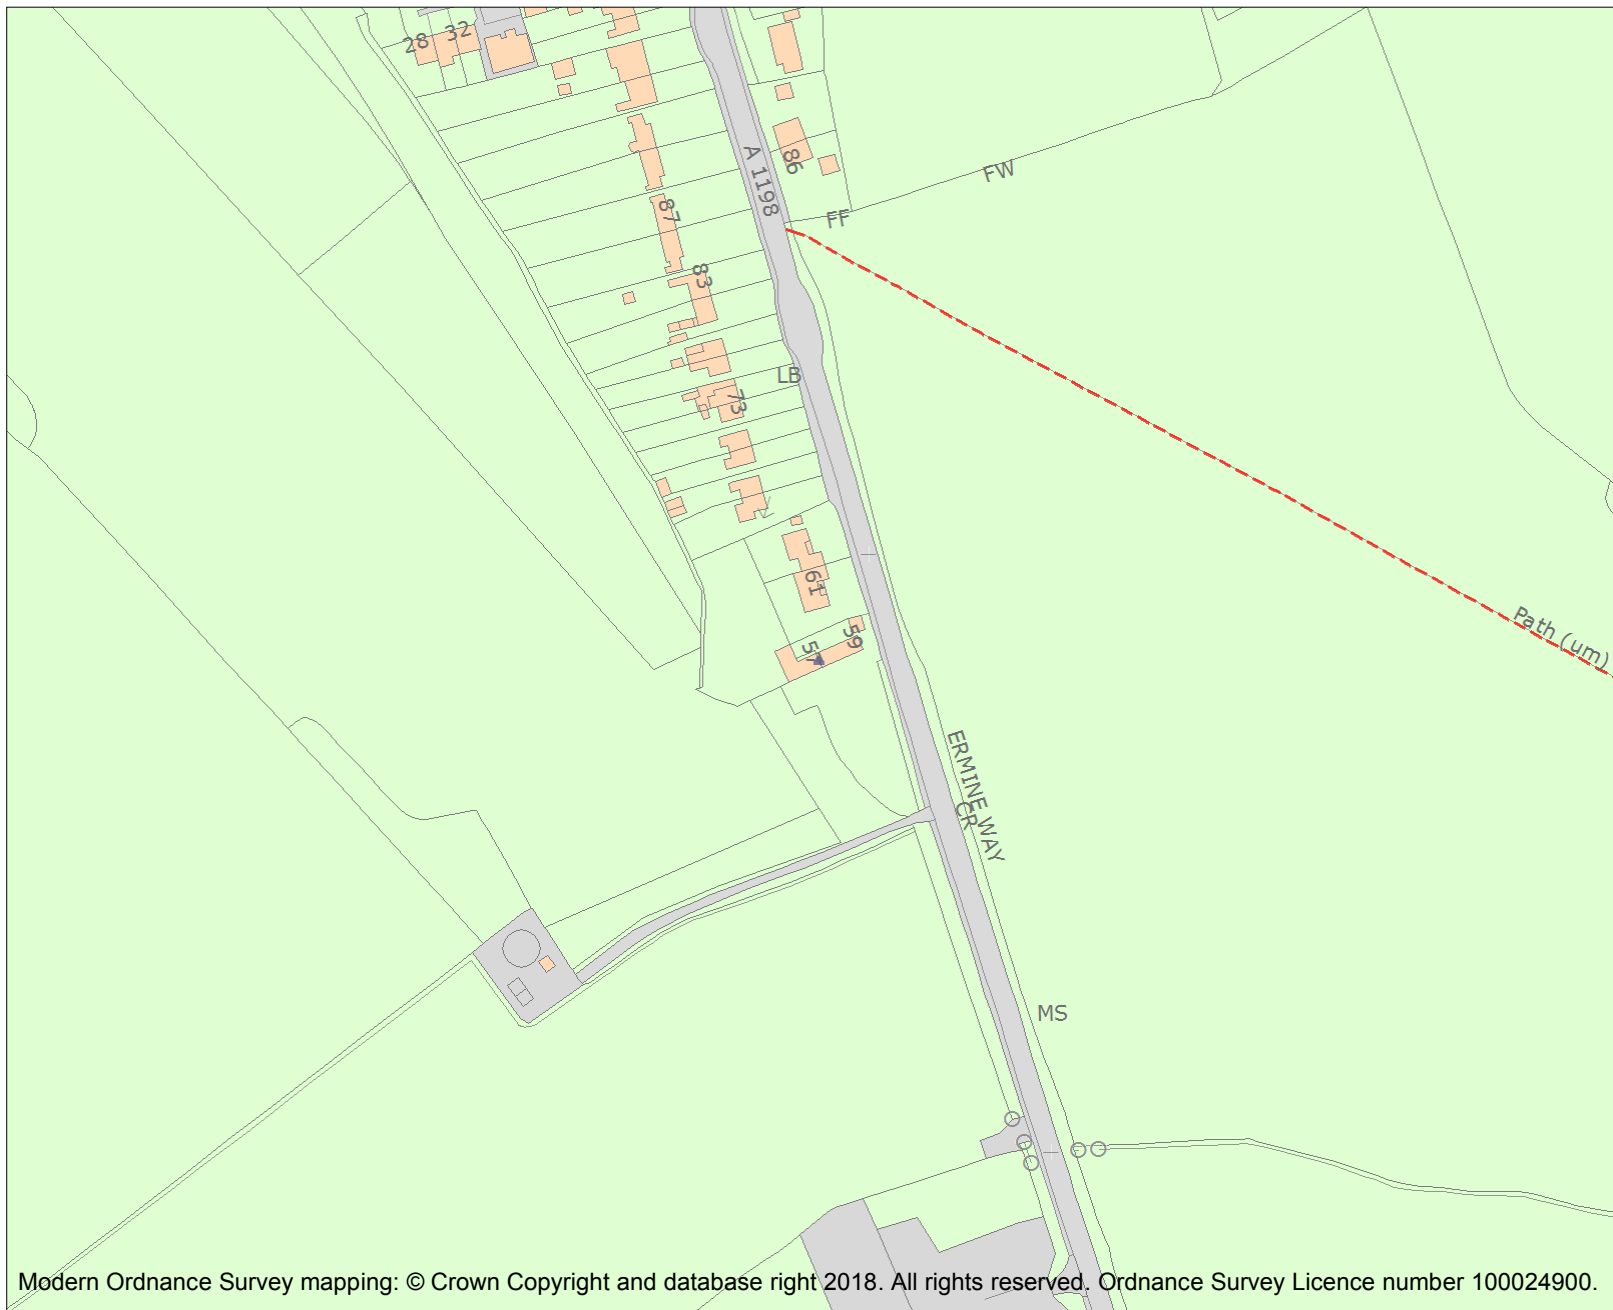 28
32
A 1198
86
FW
FF
87
83
LB
73
61
59
57
Path (um)
ERMINE WAY
CR
MS
Modern Ordnance Survey mapping: © Crown Copyright and database right 2018. All rights reserved. Ordnance Survey Licence number 100024900.